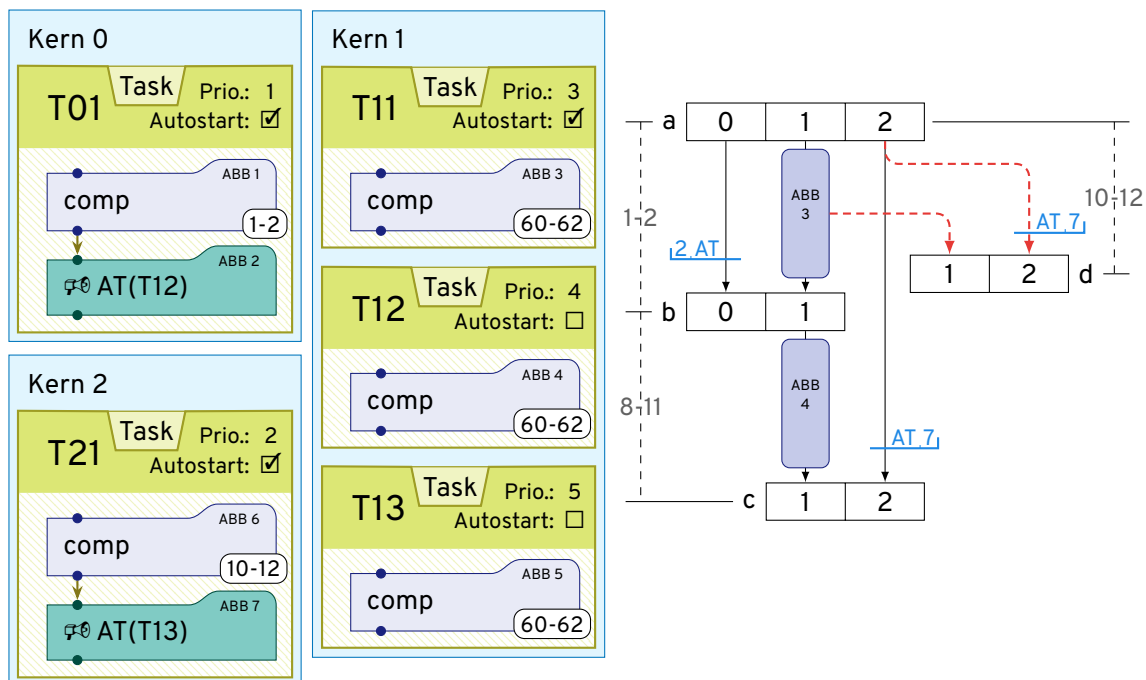 Kern 0
Task
T01
Prio.: 1
Autostart: ☑
ABB 1
comp
1-2
ABB 2
AT(T12)
Kern 2
Task
T21
Prio.: 2
Autostart: ☑
ABB 6
comp
10-12
ABB 7
AT(T13)
Kern 1
Task
T11
Prio.: 3
Autostart: ☑
ABB 3
comp
60-62
Task
T12
Prio.: 4
Autostart: ☐
ABB 4
comp
60-62
Task
T13
Prio.: 5
Autostart: ☐
ABB 5
comp
60-62
a 0 1 2
ABB
3
1-2
10-12
2, AT
AT, 7
1 2 d
b 0 1
ABB
4
8-11
AT, 7
c 1 2